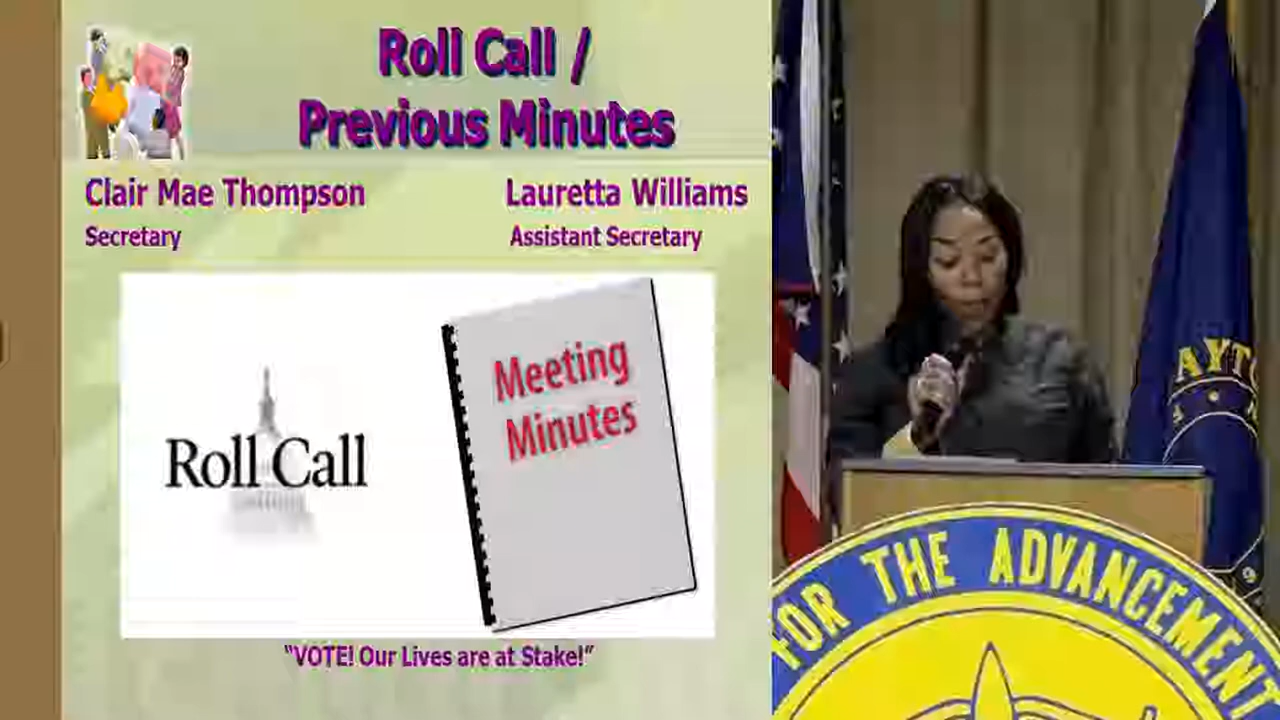 Roll Call /
Previous Minutes
Clair Mae Thompson
Lauretta Williams
Secretary
Assistant Secretary
Meeting
Minutes
Roll Call
"VOTE! Our Lives are at Stake!"
AYT
FOR THE ADVANCEMENT